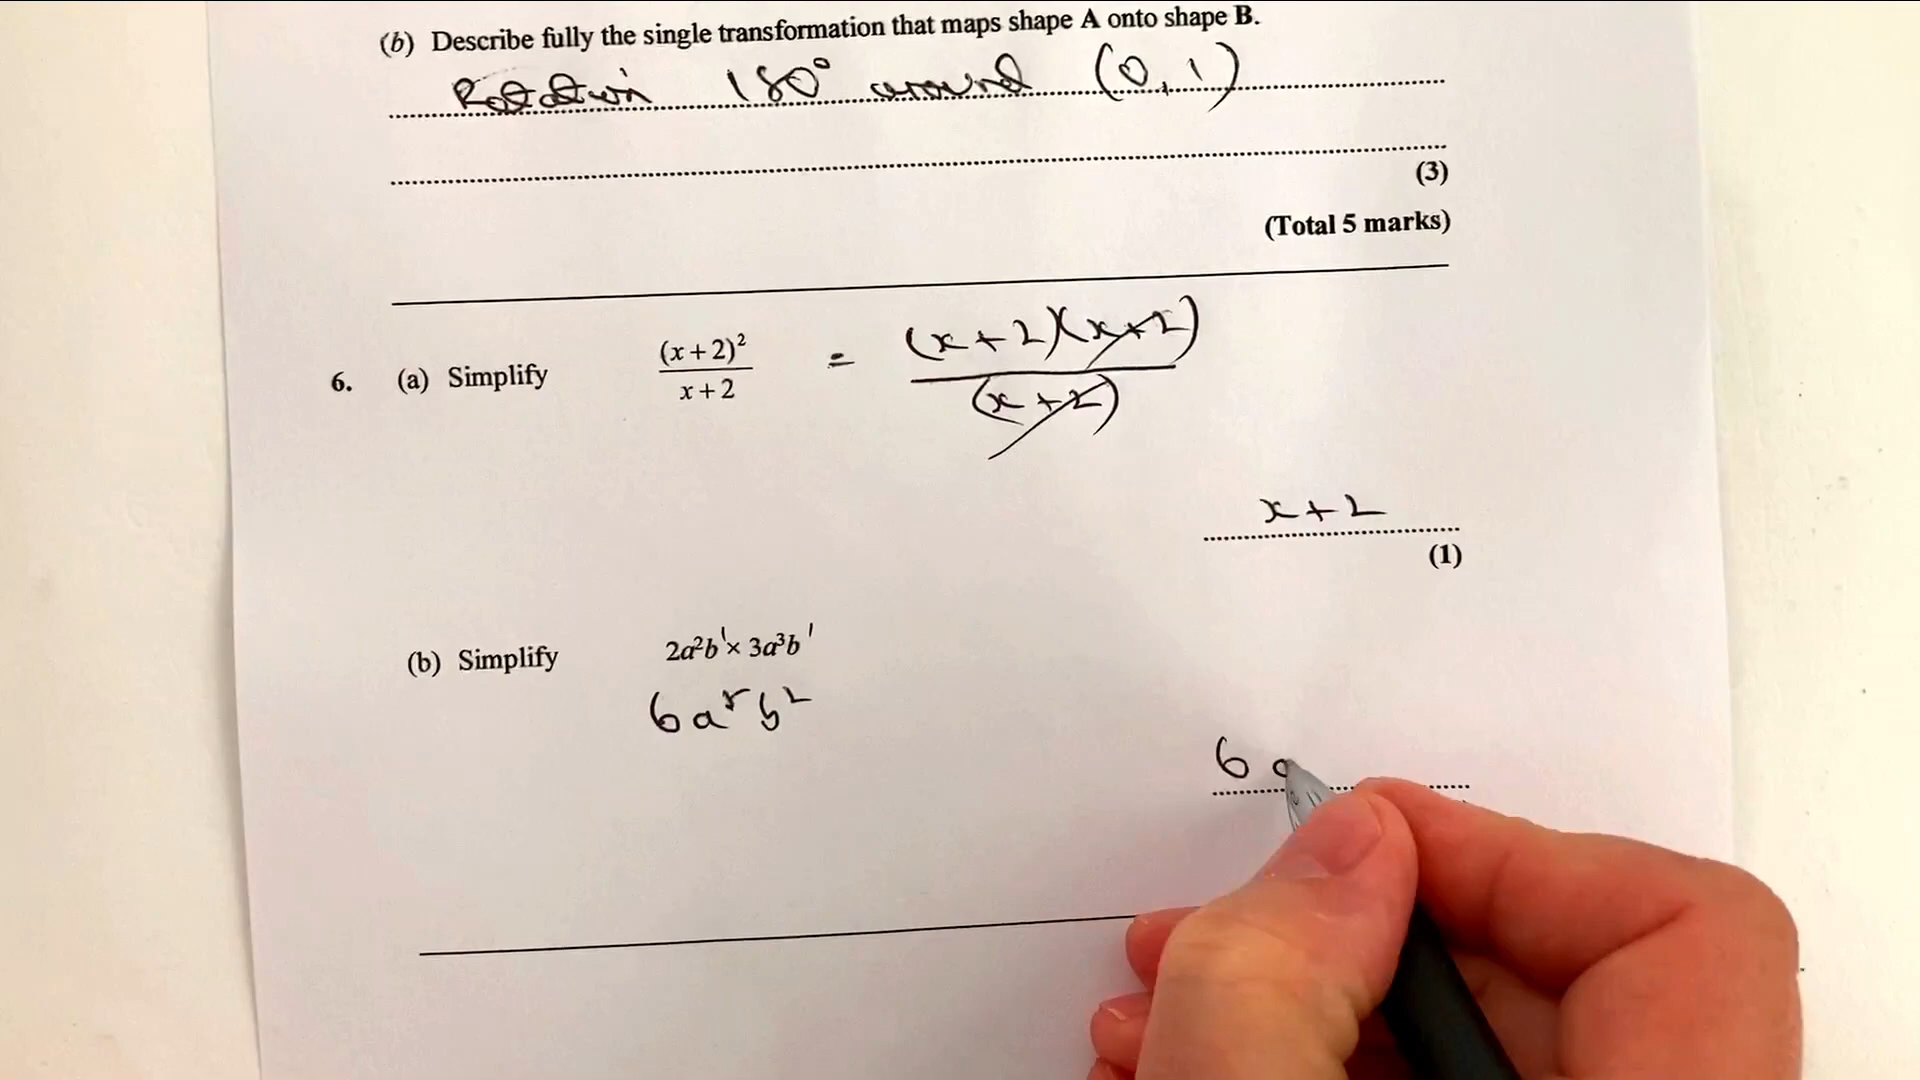 (b) Describe fully the single transformation that maps shape A onto shape B.
Rotation 180° around (0,1)
(3)
(Total 5 marks)
6. (a) Simplify (x+2)²/x+2 = (x+2)(x+2)/(x+2)
x+2
(1)
(b) Simplify 2a²b¹ × 3a³b¹
6a⁵b²
6 a